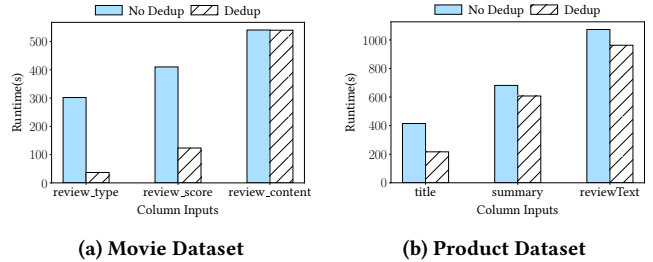 No Dedup Dedup
Runtime(s)
500
400
300
200
100
0
review_type review_score review_content
Column Inputs
(a) Movie Dataset
No Dedup Dedup
Runtime(s)
1000
800
600
400
200
0
title summary reviewText
Column Inputs
(b) Product Dataset